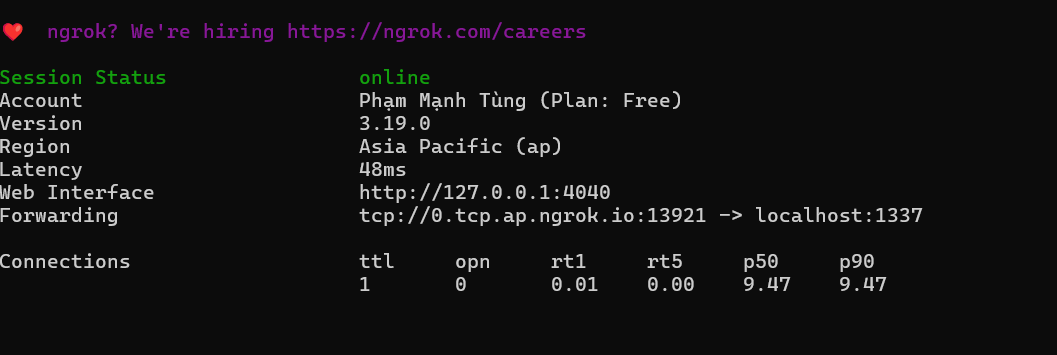 ❤️ ngrok? We're hiring https://ngrok.com/careers
Session Status online
Account Phạm Mạnh Tùng (Plan: Free)
Version 3.19.0
Region Asia Pacific (ap)
Latency 48ms
Web Interface http://127.0.0.1:4040
Forwarding tcp://0.tcp.ap.ngrok.io:13921 -> localhost:1337
Connections ttl opn rt1 rt5 p50 p90
1 0 0.01 0.00 9.47 9.47